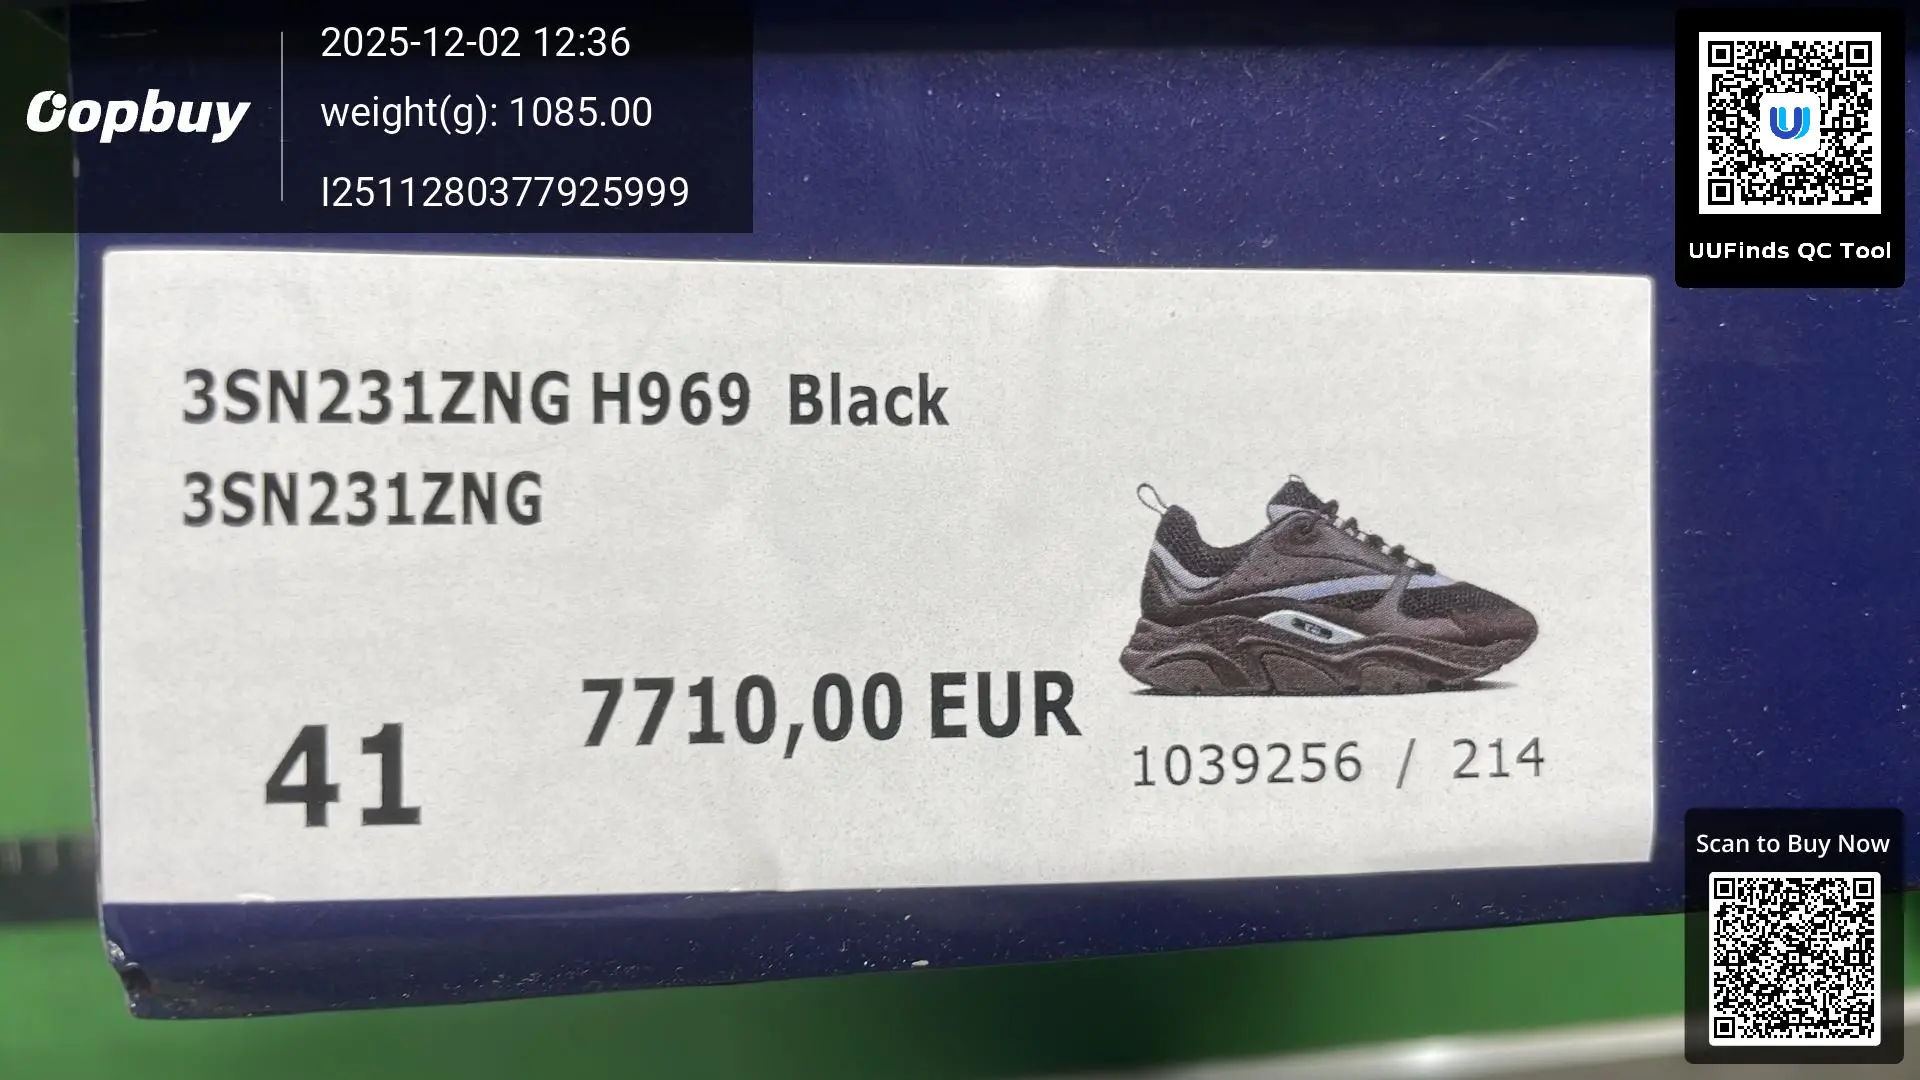 Oopbuy
2025-12-02 12:36
weight(g): 1085.00
I2511280377925999
UUFinds QC Tool
3SN231ZNG H969 Black
3SN231ZNG
41
7710,00 EUR
1039256 / 214
Scan to Buy Now